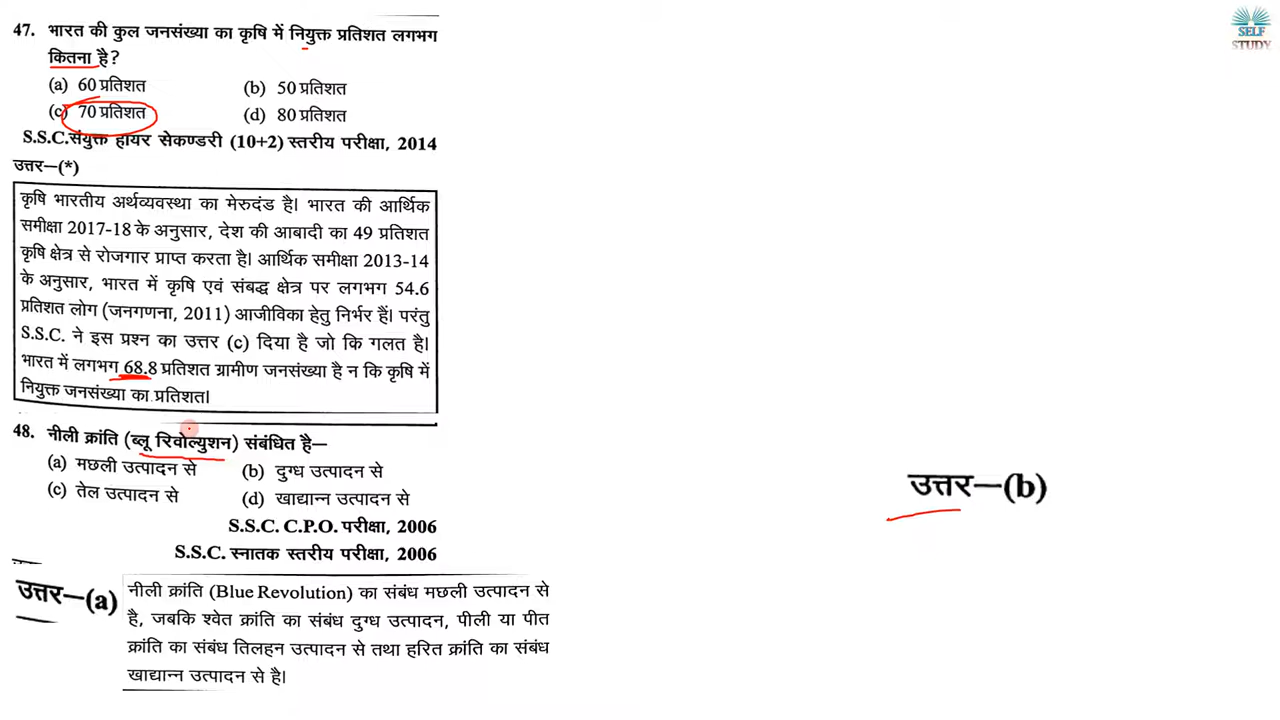 47. भारत की कुल जनसंख्या का कृषि में नियुक्त प्रतिशत लगभग
कितना है?
(a) 60 प्रतिशत (b) 50 प्रतिशत
(c) 70 प्रतिशत (d) 80 प्रतिशत
S.S.C. संयुक्त हायर सेकण्डरी (10+2) स्तरीय परीक्षा, 2014
उत्तर—(*)
कृषि भारतीय अर्थव्यवस्था का मेरुदंड है। भारत की आर्थिक
समीक्षा 2017-18 के अनुसार, देश की आबादी का 49 प्रतिशत
कृषि क्षेत्र से रोजगार प्राप्त करता है। आर्थिक समीक्षा 2013-14
के अनुसार, भारत में कृषि एवं संबद्ध क्षेत्र पर लगभग 54.6
प्रतिशत लोग (जनगणना, 2011) आजीविका हेतु निर्भर हैं। परंतु
S.S.C. ने इस प्रश्न का उत्तर (c) दिया है जो कि गलत है।
भारत में लगभग 68.8 प्रतिशत ग्रामीण जनसंख्या है न कि कृषि में
नियुक्त जनसंख्या का प्रतिशत।
48. नीली क्रांति (ब्लू रिवोल्युशन) संबंधित है—
(a) मछली उत्पादन से (b) दुग्ध उत्पादन से
(c) तेल उत्पादन से (d) खाद्यान्न उत्पादन से
S.S.C. C.P.O. परीक्षा, 2006
S.S.C. स्नातक स्तरीय परीक्षा, 2006
उत्तर—(a)
नीली क्रांति (Blue Revolution) का संबंध मछली उत्पादन से
है, जबकि श्वेत क्रांति का संबंध दुग्ध उत्पादन, पीली या पीत
क्रांति का संबंध तिलहन उत्पादन से तथा हरित क्रांति का संबंध
खाद्यान्न उत्पादन से है।
उत्तर—(b)
SELF
STUDY